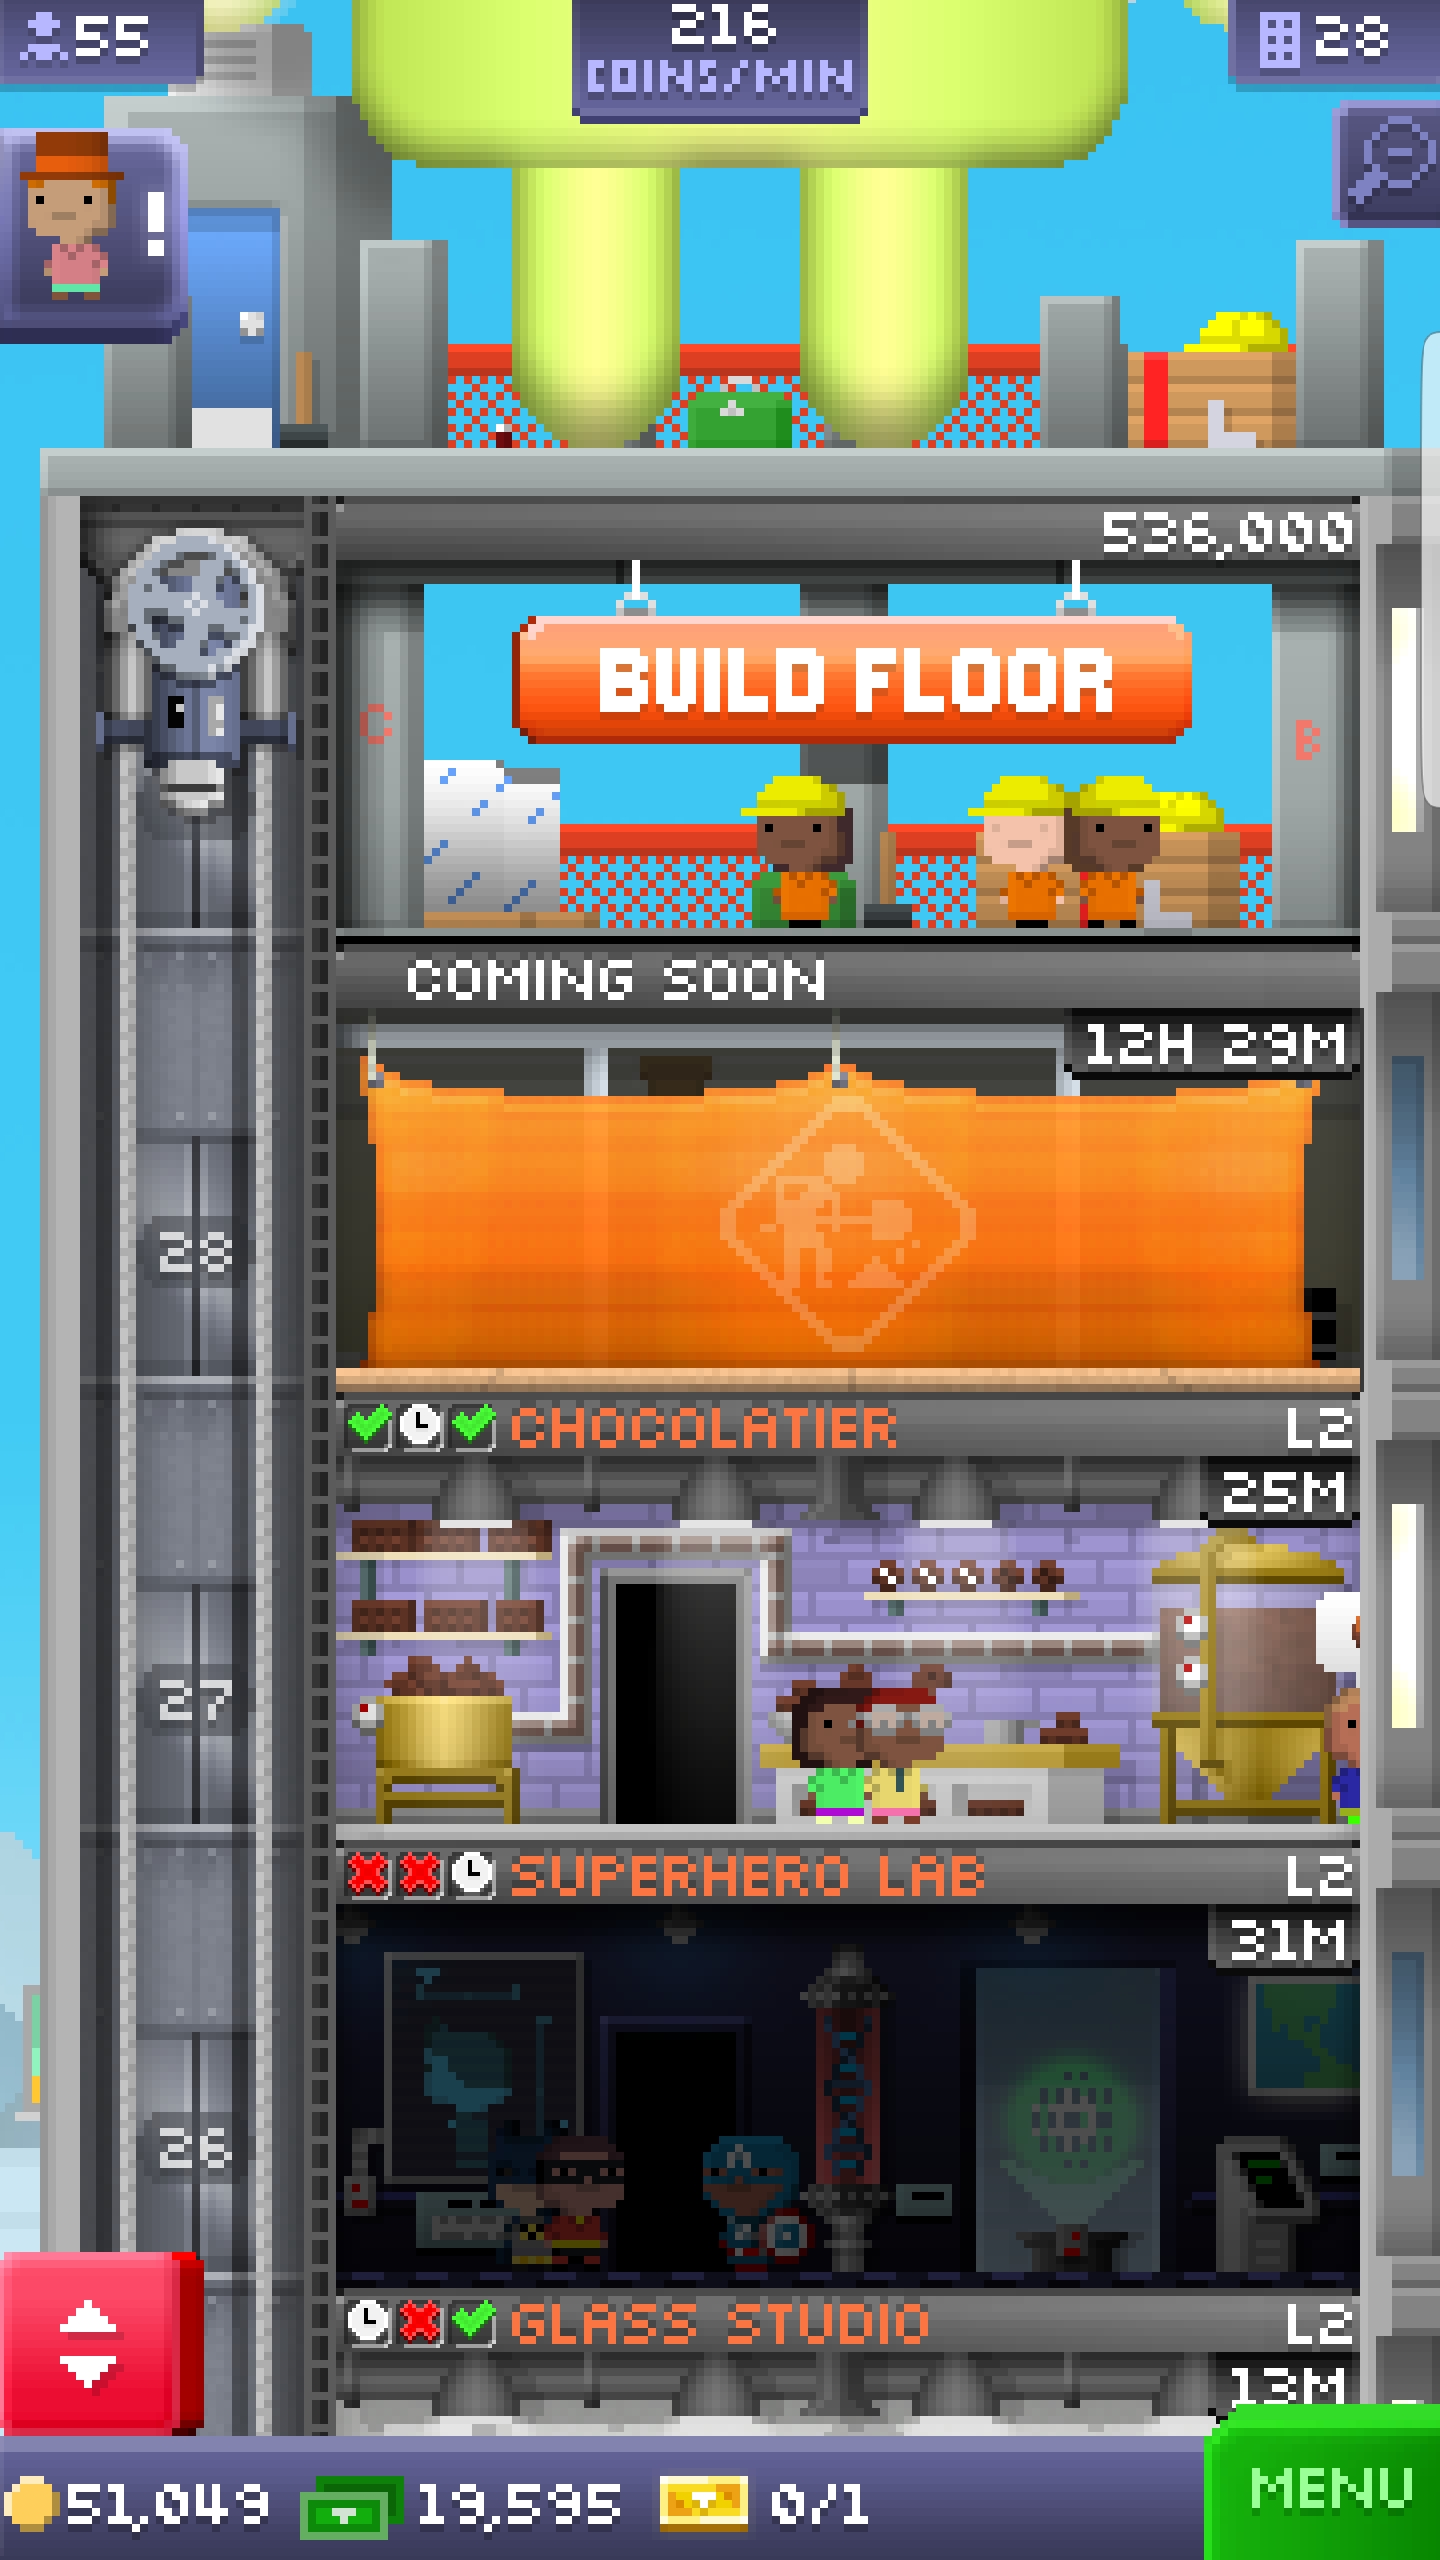 55
216
COINS/MIN
28
!
536,000
BUILD FLOOR
C
B
COMING SOON
12H 29M
28
CHOCOLATIER L2
25M
27
SUPERHERO LAB L2
31M
26
GLASS STUDIO L2
13M
51,049 19,595 0/1
MENU